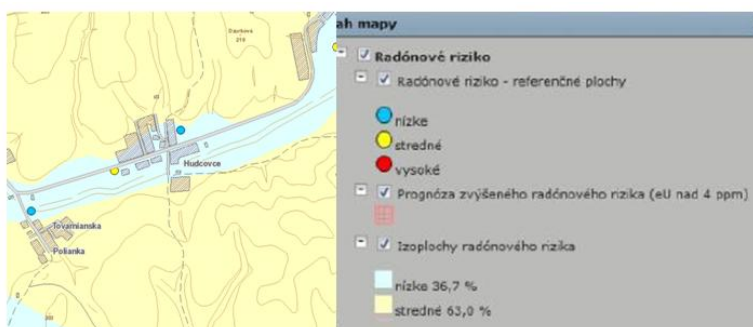 219
Hudcovce
Tovarnianska
Polianka
ah mapy
Radónové riziko
Radónové riziko - referenčné plochy
nízke
stredné
vysoké
Prognóza zvýšeného radónového rizika (eU nad 4 ppm)
Izoplochy radónového rizika
nízke 36,7 %
stredné 63,0 %